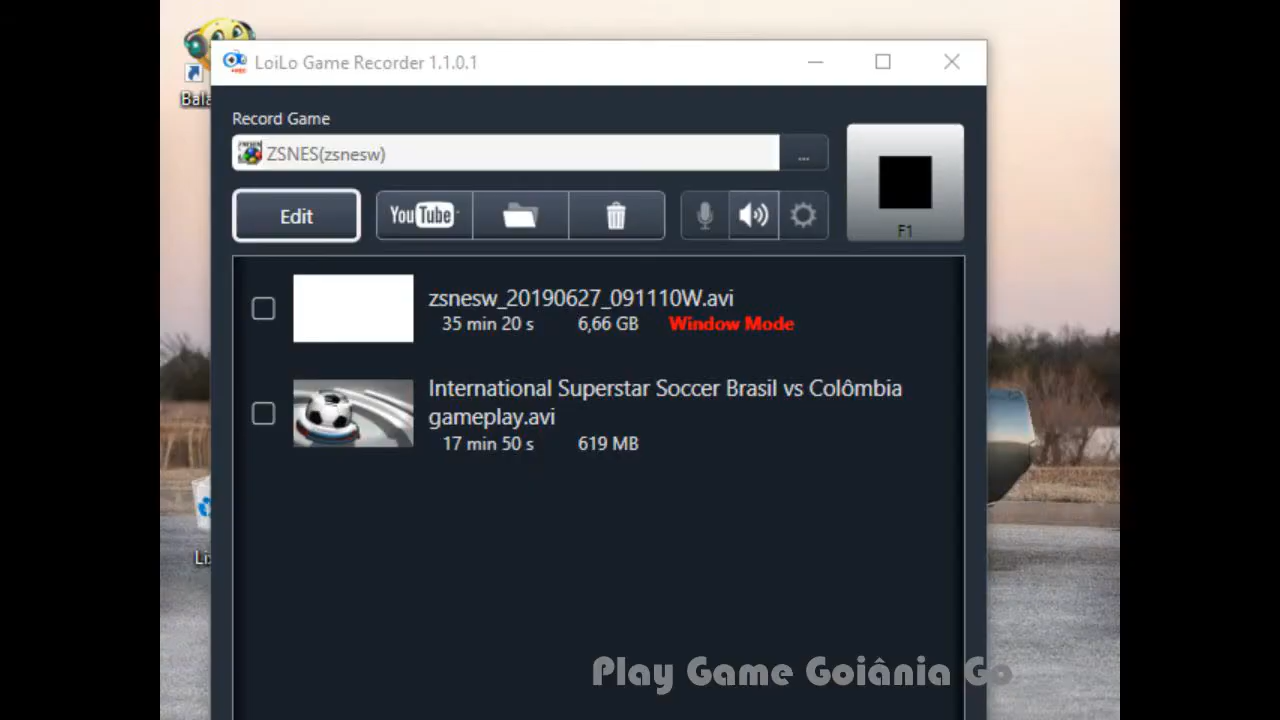 LoiLo Game Recorder 1.1.0.1
Record Game
ZSNES(zsnesw)
...
Edit
YouTube
F1
zsnesw_20190627_091110W.avi
35 min 20 s 6,66 GB Window Mode
International Superstar Soccer Brasil vs Colômbia
gameplay.avi
17 min 50 s 619 MB
Bala
Li
Play Game Goiânia Go